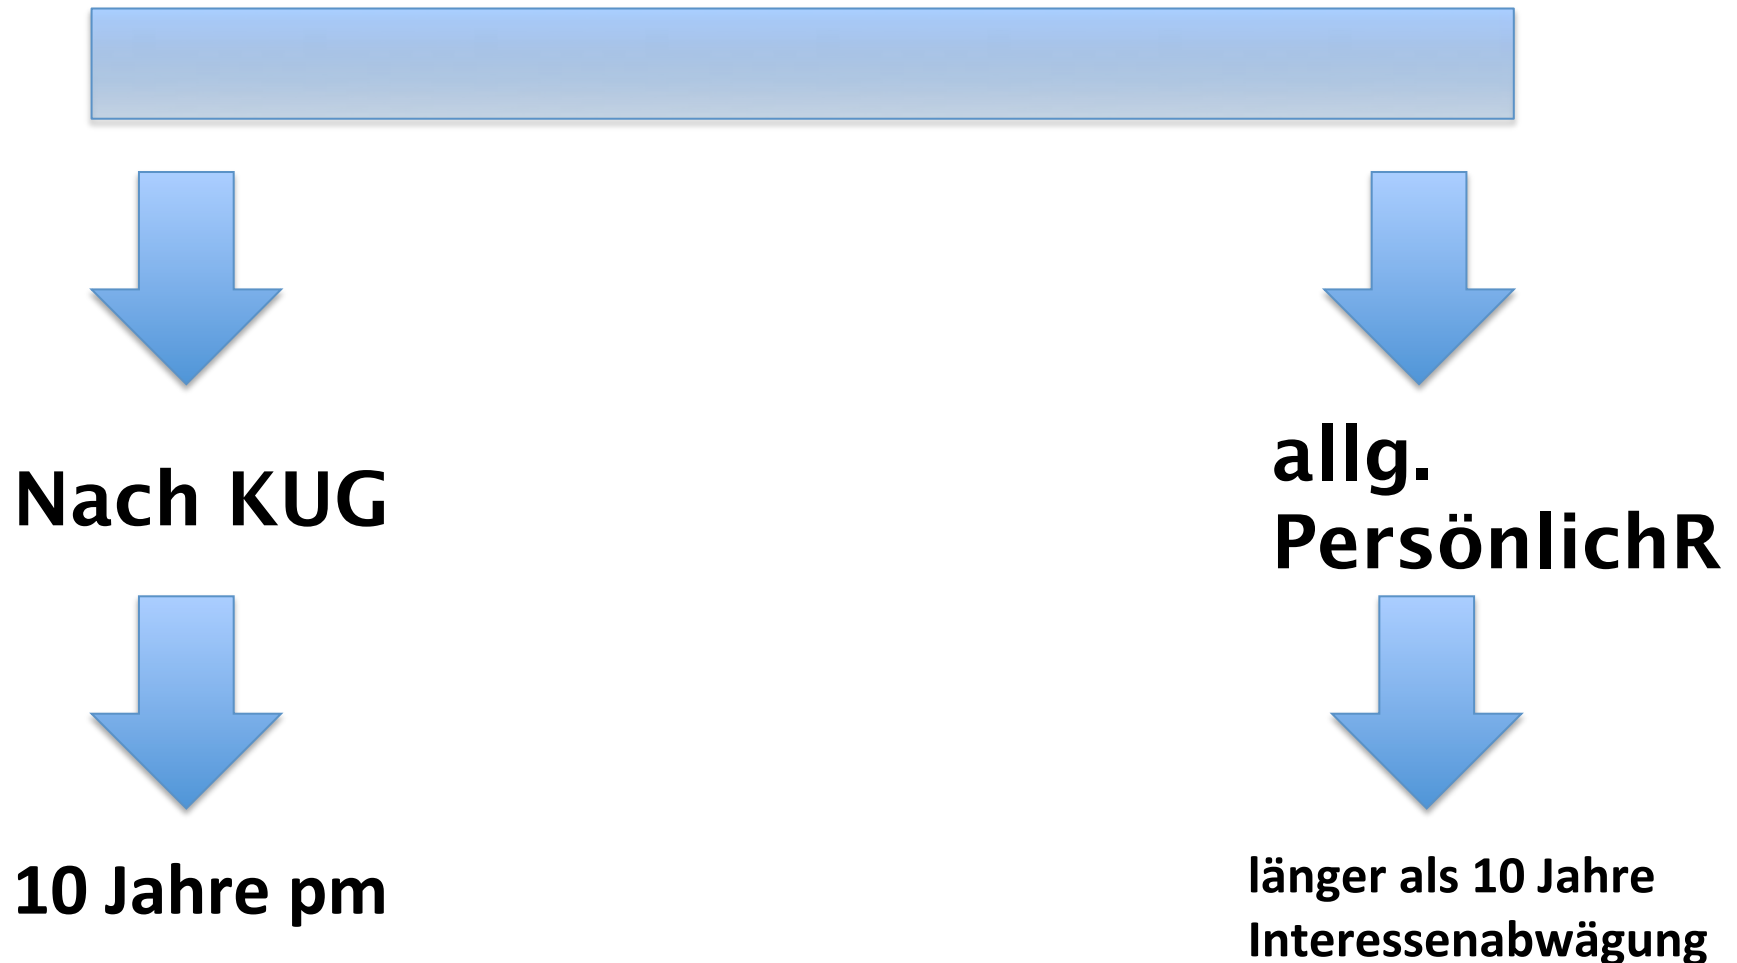 Nach KUG
allg.
PersönlichR
10 Jahre pm
länger als 10 Jahre
Interessenabwägung